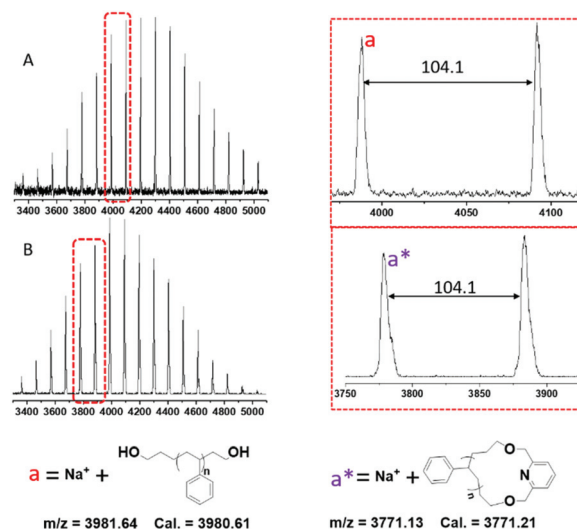 A
3400 3600 3800 4000 4200 4400 4600 4800 5000
a
104.1
4000 4050 4100
B
3400 3600 3800 4000 4200 4400 4600 4800 5000
a*
104.1
3750 3800 3850 3900
a = Na⁺ + HO ( )n OH
m/z = 3981.64 Cal. = 3980.61
a* = Na⁺ + ( )n O N O
m/z = 3771.13 Cal. = 3771.21